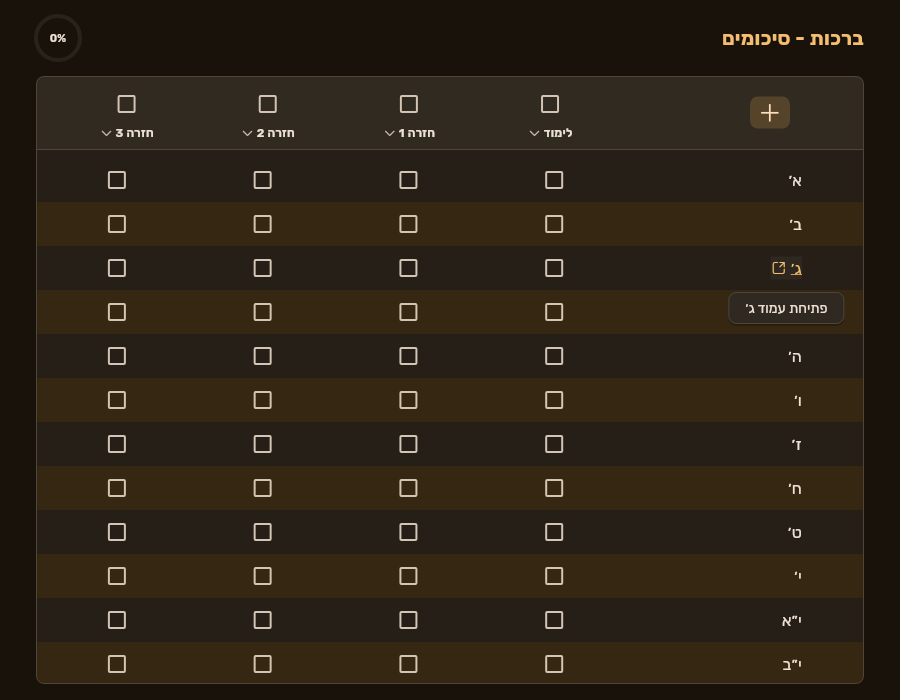 ברכות - סיכומים
0%
לימוד
חזרה 1
חזרה 2
חזרה 3
א׳
ב׳
ג׳
פתיחת עמוד ג׳
ה׳
ו׳
ז׳
ח׳
ט׳
י׳
י״א
י״ב